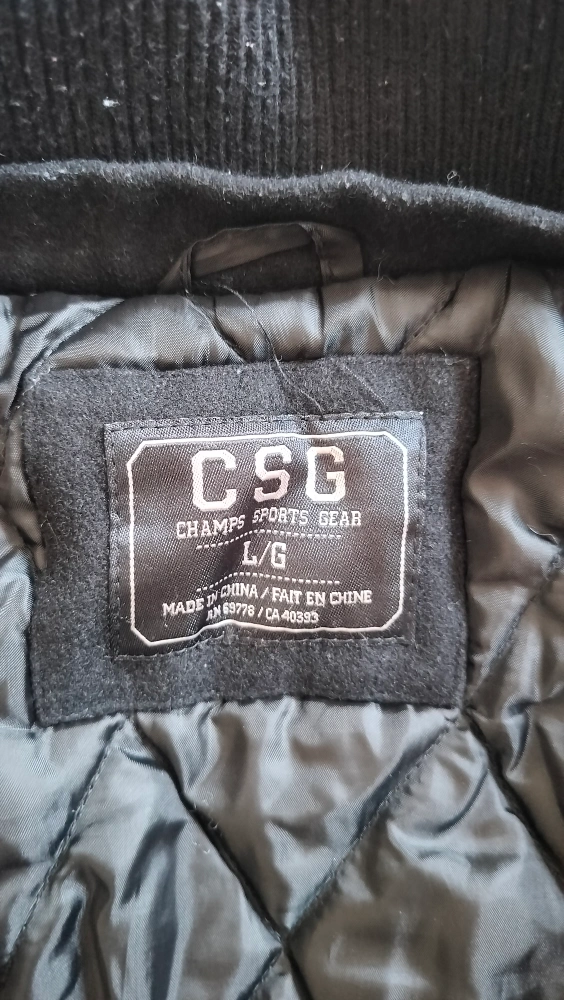 CSG
CHAMPS SPORTS GEAR
L/G
MADE IN CHINA / FAIT EN CHINE
RN 69778 / CA 40393